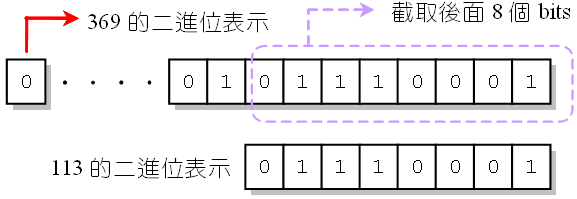 369 的二進位表示
截取後面 8 個 bits
0 · · · · 0 1 0 1 1 1 0 0 0 1
113 的二進位表示 0 1 1 1 0 0 0 1